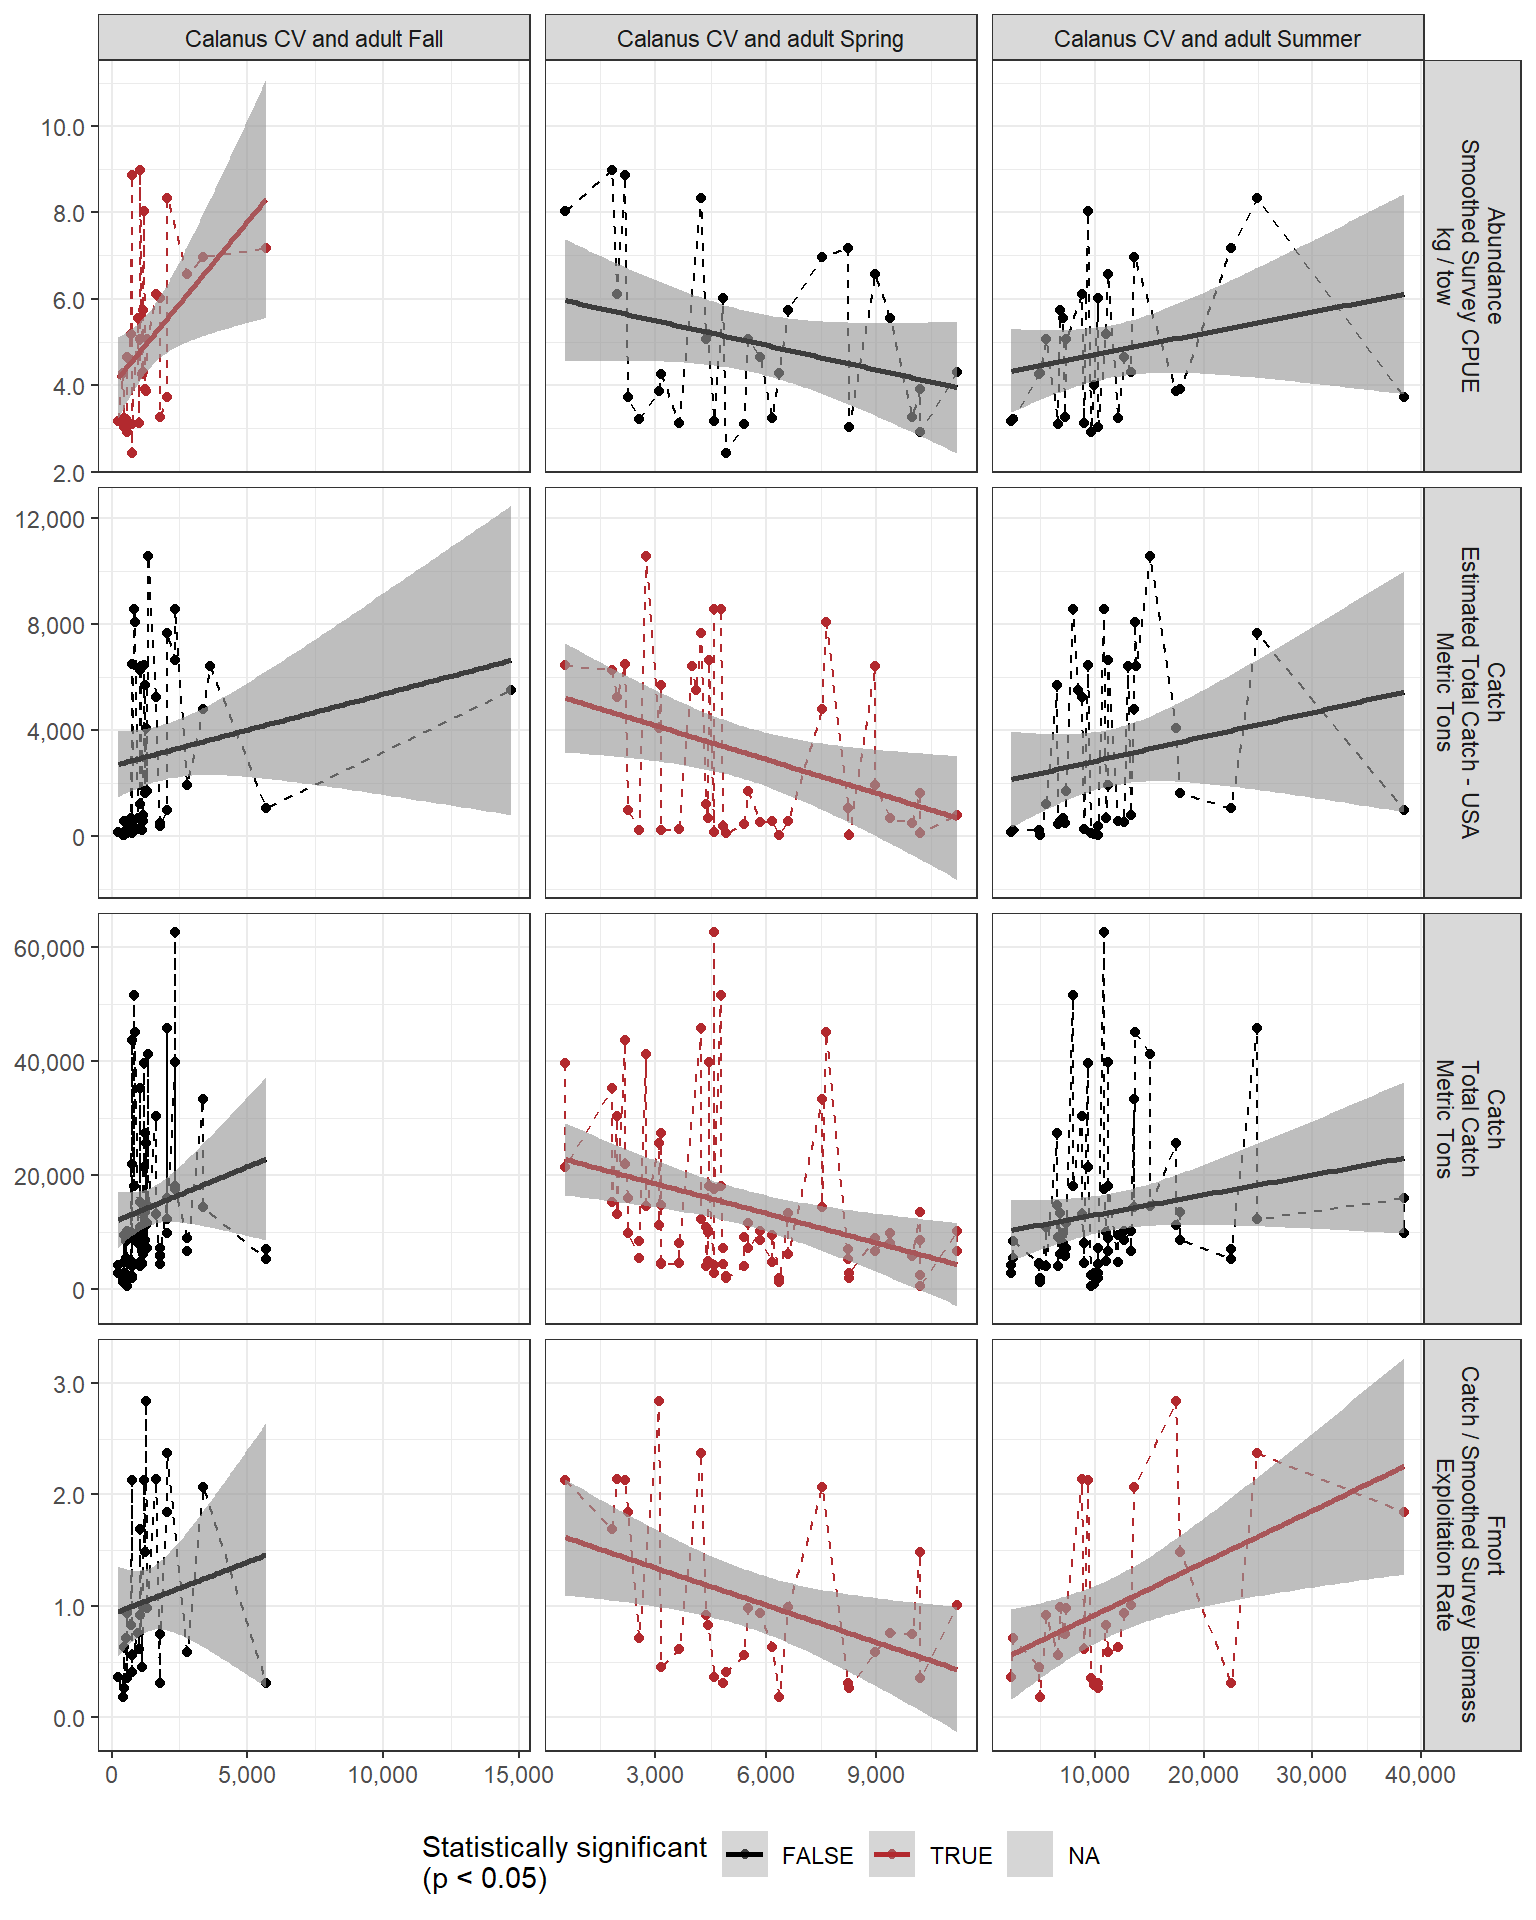 Calanus CV and adult Fall
Calanus CV and adult Spring
Calanus CV and adult Summer
10.0
8.0
6.0
4.0
2.0
Abundance
Smoothed Survey CPUE
kg / tow
12,000
8,000
4,000
0
Catch
Estimated Total Catch - USA
Metric Tons
60,000
40,000
20,000
0
Catch
Total Catch
Metric Tons
3.0
2.0
1.0
0.0
Fmort
Catch / Smoothed Survey Biomass
Exploitation Rate
0 5,000 10,000 15,000
3,000 6,000 9,000
10,000 20,000 30,000 40,000
Statistically significant
(p < 0.05)
FALSE
TRUE
NA